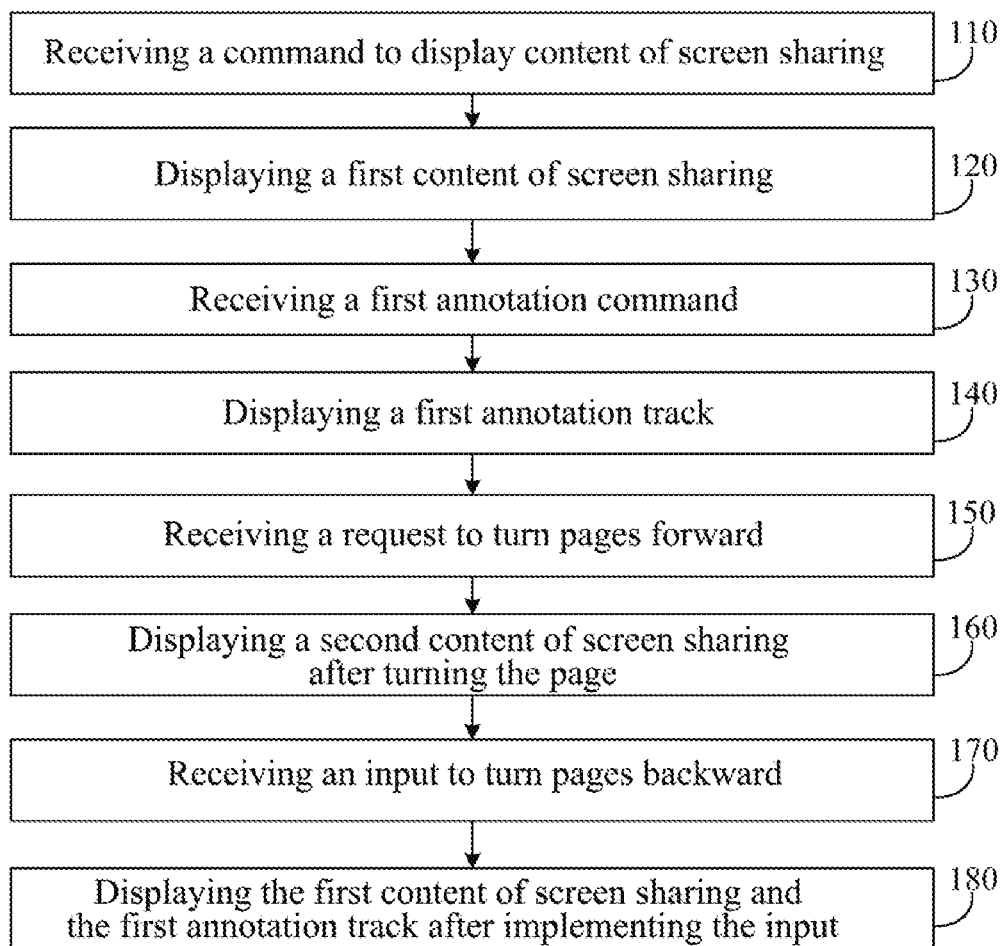 Receiving a command to display content of screen sharing
110
Displaying a first content of screen sharing
120
Receiving a first annotation command
130
Displaying a first annotation track
140
Receiving a request to turn pages forward
150
Displaying a second content of screen sharing
after turning the page
160
Receiving an input to turn pages backward
170
Displaying the first content of screen sharing and
the first annotation track after implementing the input
180